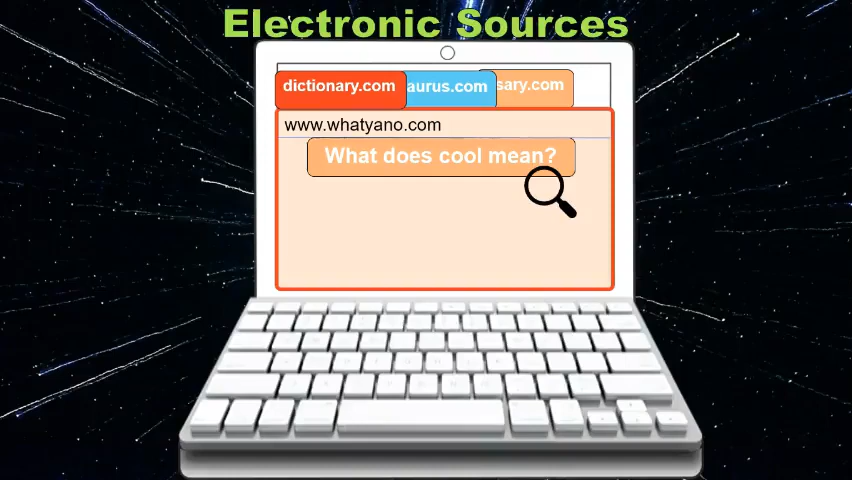 Electronic Sources
dictionary.com
aurus.com
sary.com
www.whatyano.com
What does cool mean?